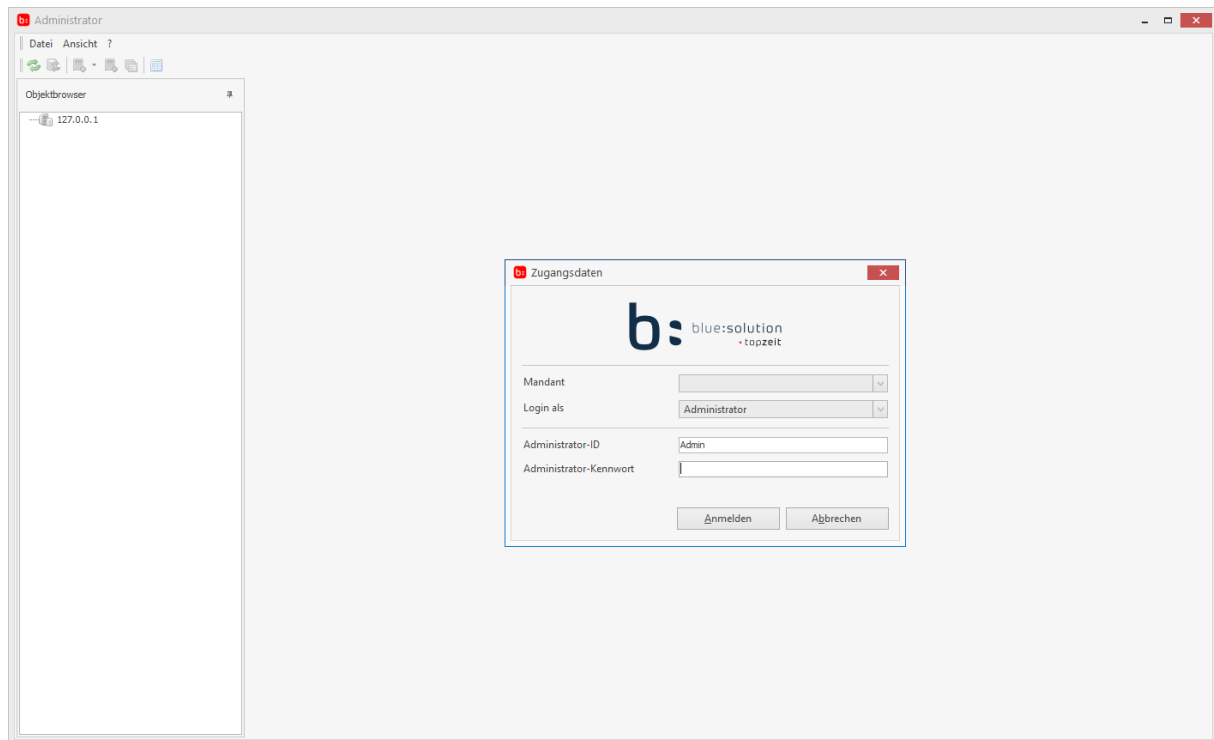 b: Administrator
Datei Ansicht ?
Objektbrowser
127.0.0.1
b: Zugangsdaten
b: blue:solution
topzeit
Mandant
Login als Administrator
Administrator-ID Admin
Administrator-Kennwort
Anmelden Abbrechen